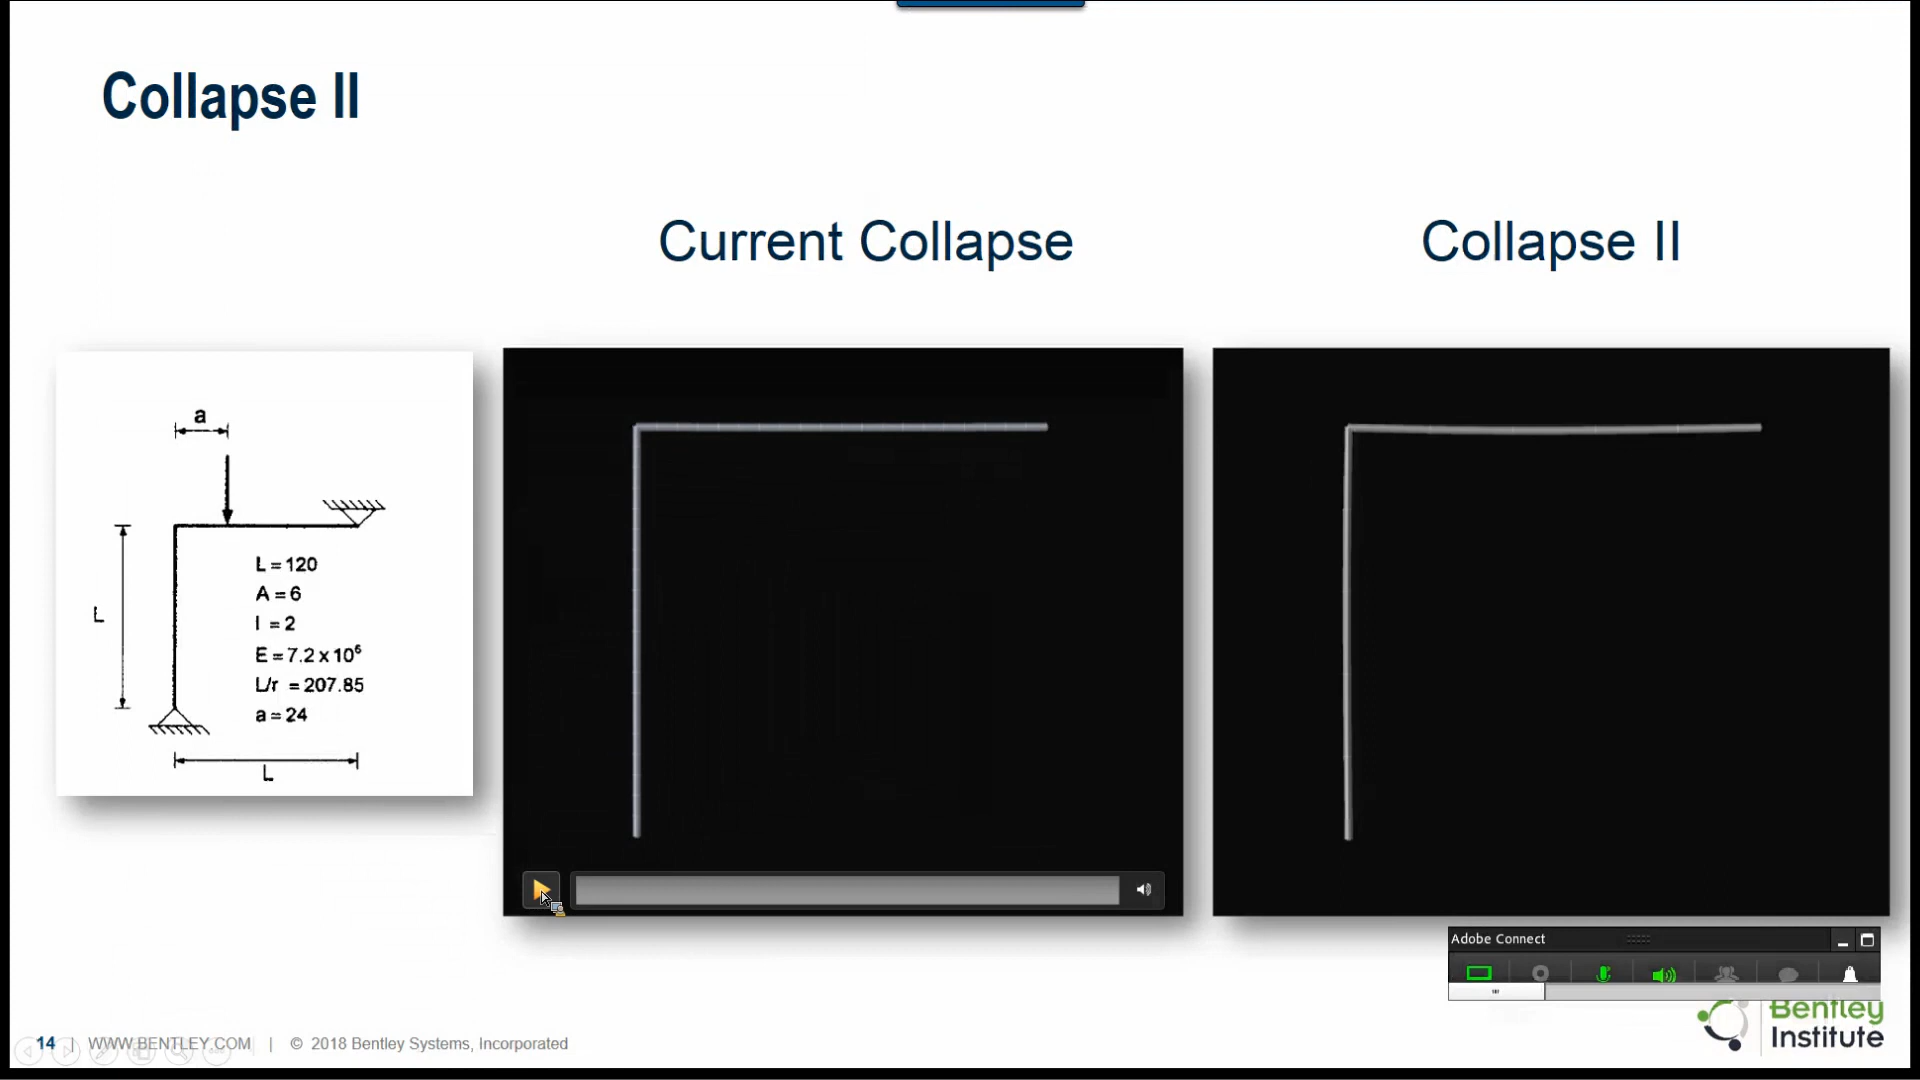 Collapse II
Current Collapse
Collapse II
a
L
L = 120
A = 6
I = 2
E = 7.2 x 10⁶
L/r = 207.85
a = 24
L
Adobe Connect
14 | WWW.BENTLEY.COM | © 2018 Bentley Systems, Incorporated
Bentley
Institute